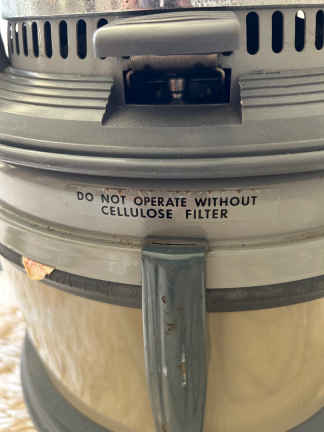 DO NOT OPERATE WITHOUT
CELLULOSE FILTER